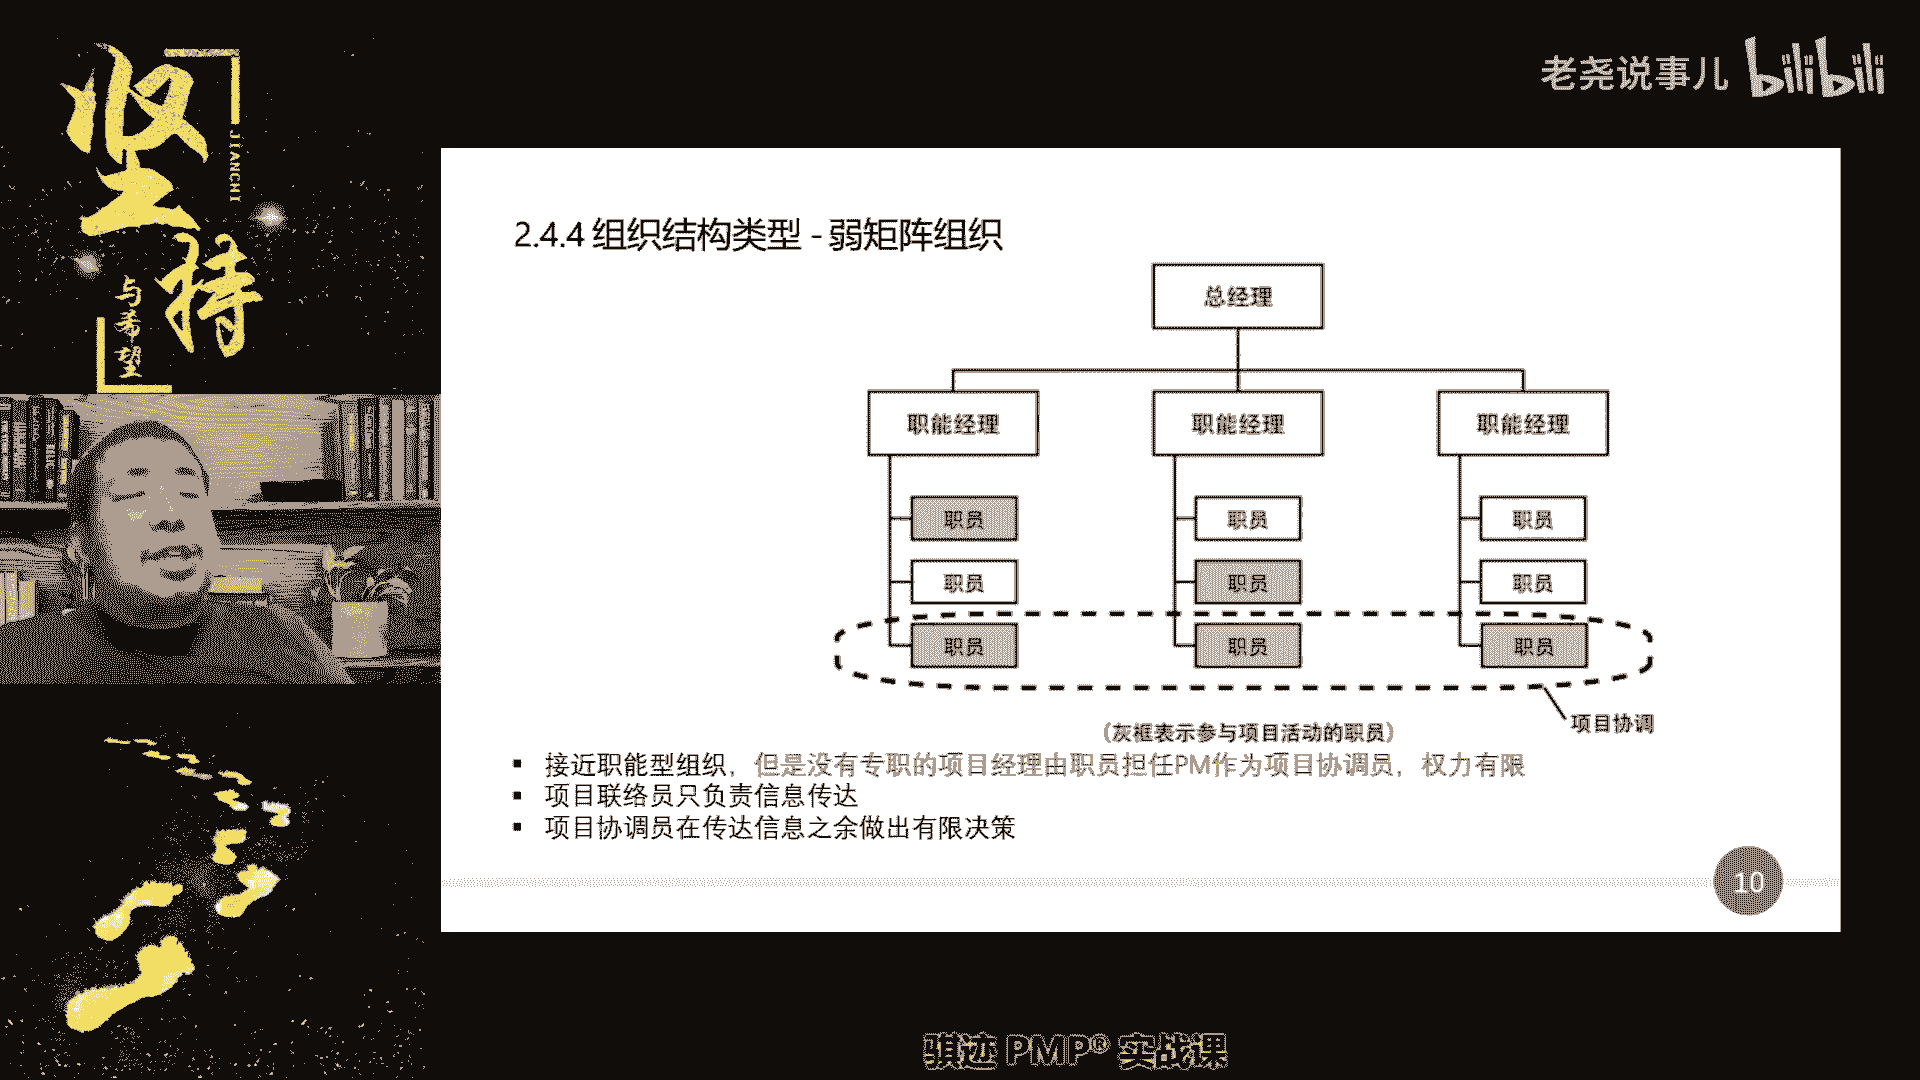 坚持
JIANCHI
与希望
老尧说事儿 bilibili
2.4.4 组织结构类型 - 弱矩阵组织
总经理
职能经理 职能经理 职能经理
职员 职员 职员
职员 职员 职员
职员 职员 职员
项目协调
(灰框表示参与项目活动的职员)
▪ 接近职能型组织，但是没有专职的项目经理由职员担任PM作为项目协调员，权力有限
▪ 项目联络员只负责信息传达
▪ 项目协调员在传达信息之余做出有限决策
10
骐迹 PMP® 实战课